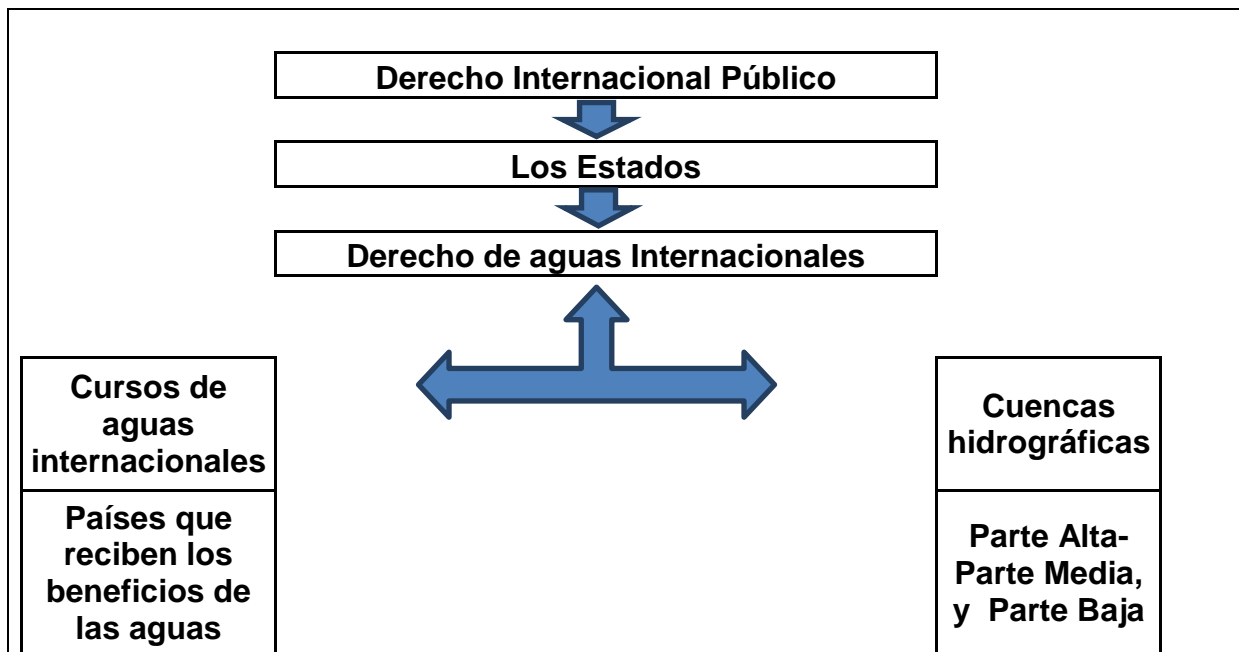 Derecho Internacional Público
Los Estados
Derecho de aguas Internacionales
Cursos de
aguas
internacionales
Países que
reciben los
beneficios de
las aguas
Cuencas
hidrográficas
Parte Alta-
Parte Media,
y Parte Baja